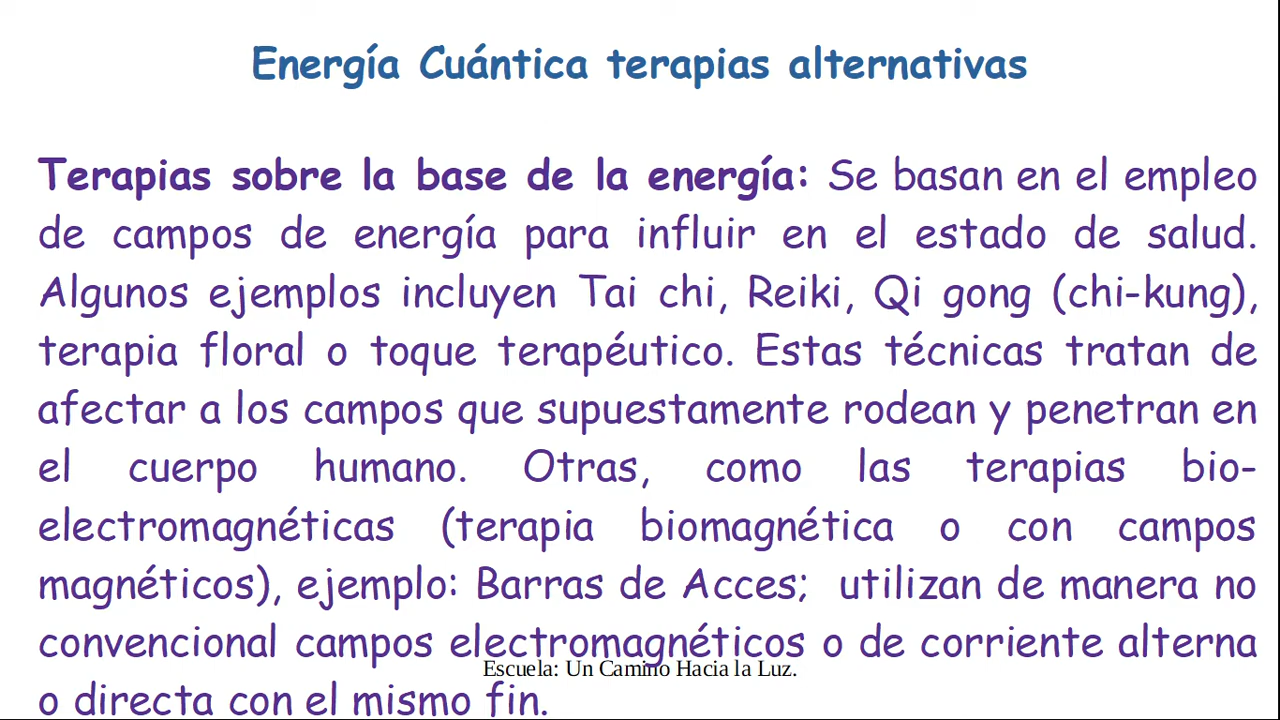 Energía Cuántica terapias alternativas
Terapias sobre la base de la energía: Se basan en el empleo
de campos de energía para influir en el estado de salud.
Algunos ejemplos incluyen Tai chi, Reiki, Qi gong (chi-kung),
terapia floral o toque terapéutico. Estas técnicas tratan de
afectar a los campos que supuestamente rodean y penetran en
el cuerpo humano. Otras, como las terapias bio-
electromagnéticas (terapia biomagnética o con campos
magnéticos), ejemplo: Barras de Acces; utilizan de manera no
convencional campos electromagnéticos o de corriente alterna
Escuela: Un Camino Hacia la Luz.
o directa con el mismo fin.